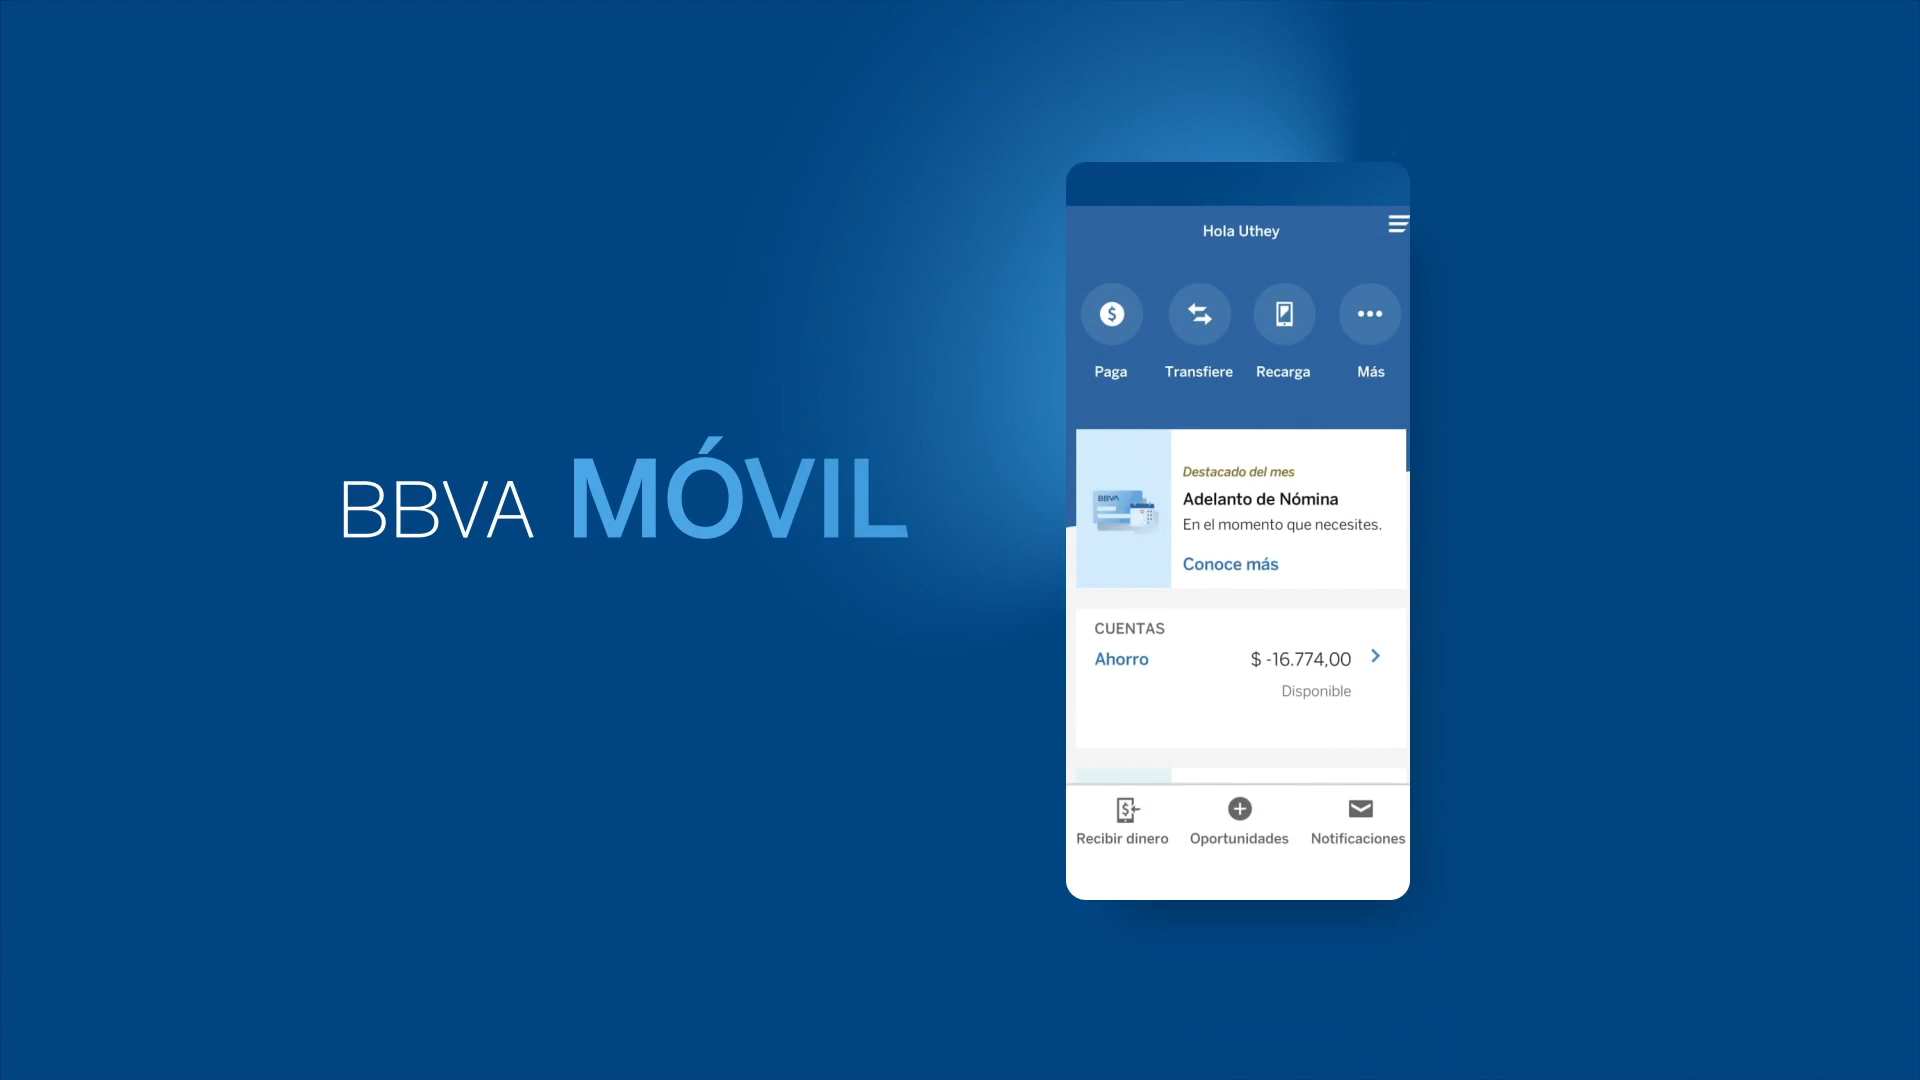 BBVA MÓVIL
Hola Uthey
Paga Transfiere Recarga Más
BBVA
Destacado del mes
Adelanto de Nómina
En el momento que necesites.
Conoce más
CUENTAS
Ahorro $ -16.774,00
Disponible
Recibir dinero Oportunidades Notificaciones